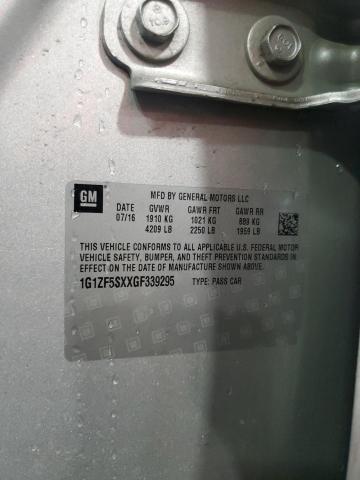 GM
MFD BY GENERAL MOTORS LLC
DATE GVWR GAWR FRT GAWR RR
07/16 1910 KG 1021 KG 889 KG
4209 LB 2250 LB 1959 LB
THIS VEHICLE CONFORMS TO ALL APPLICABLE U.S. FEDERAL MOTOR
VEHICLE SAFETY, BUMPER, AND THEFT PREVENTION STANDARDS
IN EFFECT ON THE DATE OF MANUFACTURE SHOWN ABOVE.
1G1ZF5SXXGF339295 TYPE: PASS CAR